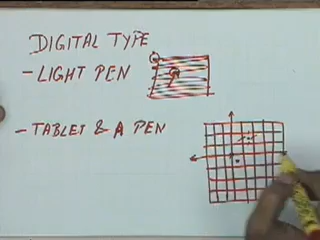 DIGITAL TYPE
- LIGHT PEN
- TABLET & A PEN